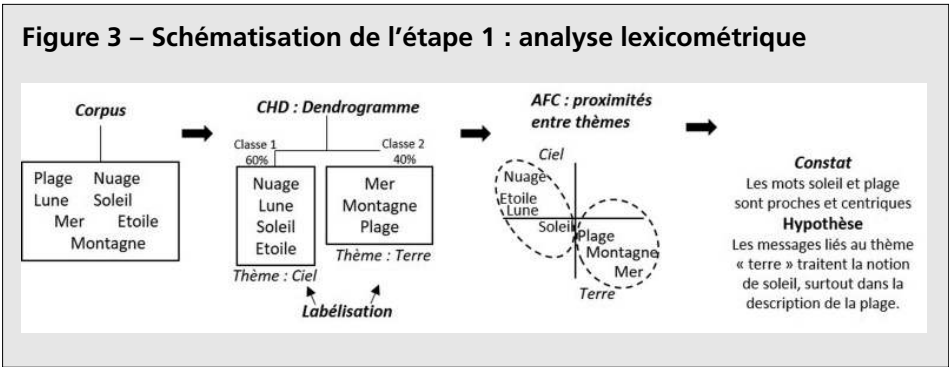 Figure 3 – Schématisation de l'étape 1 : analyse lexicométrique
Corpus
Plage Nuage
Lune Soleil
Mer Etoile
Montagne
CHD : Dendrogramme
Classe 1
60%
Classe 2
40%
Nuage
Lune
Soleil
Etoile
Thème : Ciel
Mer
Montagne
Plage
Thème : Terre
Labélisation
AFC : proximités
entre thèmes
Ciel
Nuage
Etoile
Lune
Soleil
Plage
Montagne
Mer
Terre
Constat
Les mots soleil et plage
sont proches et centriques
Hypothèse
Les messages liés au thème
« terre » traitent la notion
de soleil, surtout dans la
description de la plage.